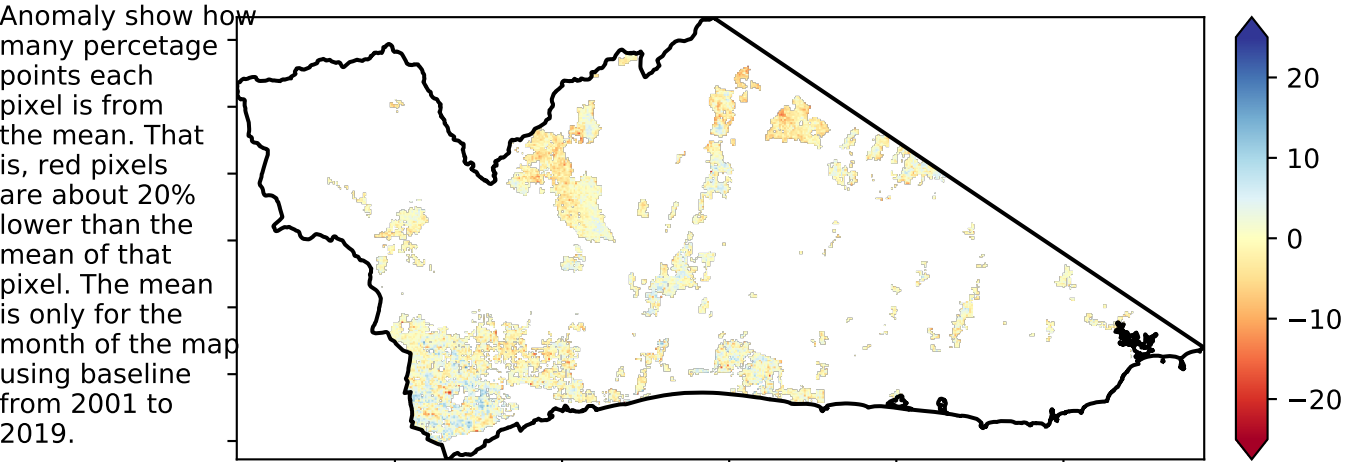 Anomaly show how
many percetage
points each
pixel is from
the mean. That
is, red pixels
are about 20%
lower than the
mean of that
pixel. The mean
is only for the
month of the map
using baseline
from 2001 to
2019.
20
10
0
−10
−20